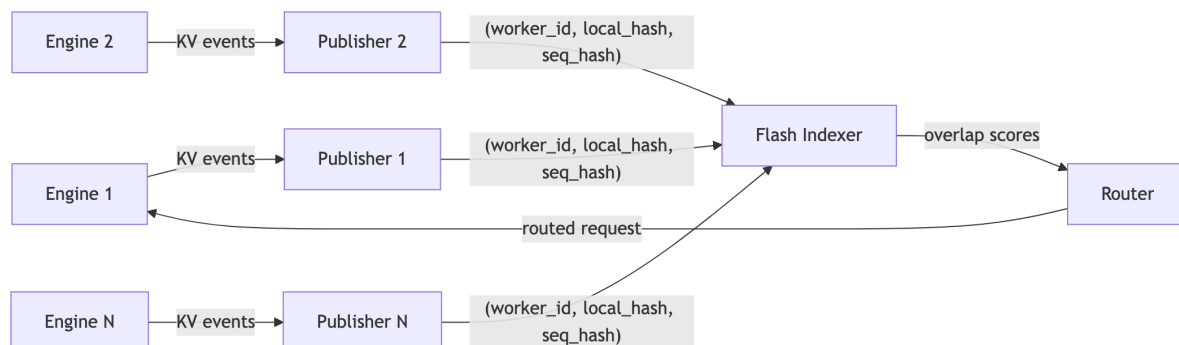 Engine 2
KV events
Publisher 2
(worker_id, local_hash,
seq_hash)
Engine 1
KV events
Publisher 1
(worker_id, local_hash,
seq_hash)
Flash Indexer
overlap scores
Router
routed request
Engine N
KV events
Publisher N
(worker_id, local_hash,
seq_hash)